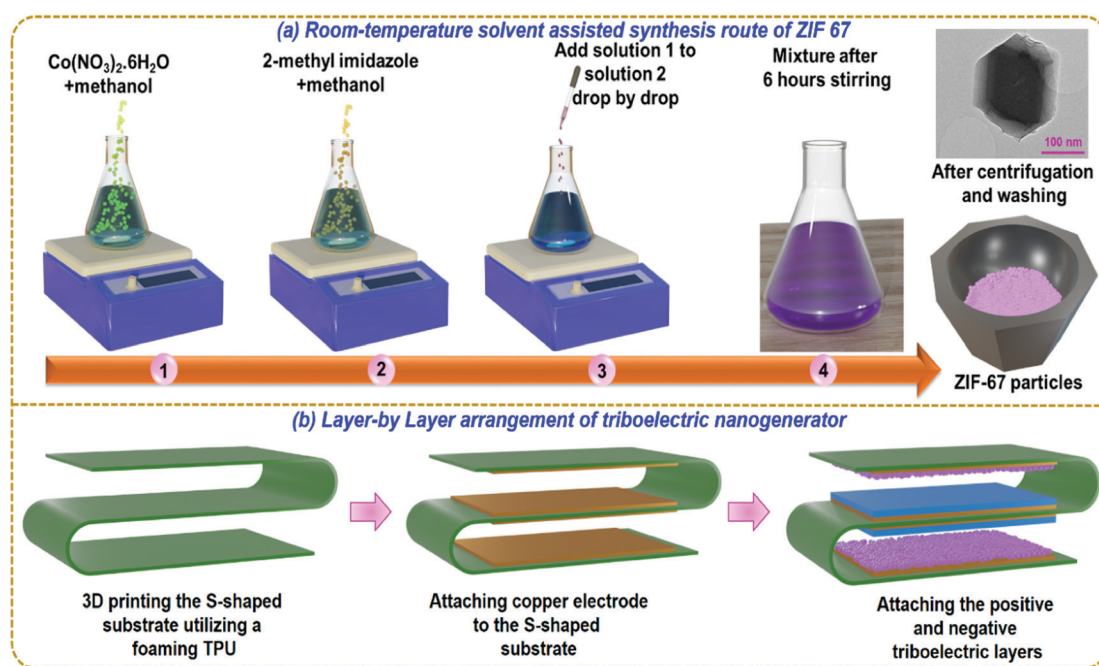 (a) Room-temperature solvent assisted synthesis route of ZIF 67
Co(NO3)2.6H2O
+methanol
2-methyl imidazole
+methanol
Add solution 1 to
solution 2
drop by drop
Mixture after
6 hours stirring
100 nm
After centrifugation
and washing
1
2
3
4
ZIF-67 particles
(b) Layer-by Layer arrangement of triboelectric nanogenerator
3D printing the S-shaped
substrate utilizing a
foaming TPU
Attaching copper electrode
to the S-shaped
substrate
Attaching the positive
and negative
triboelectric layers